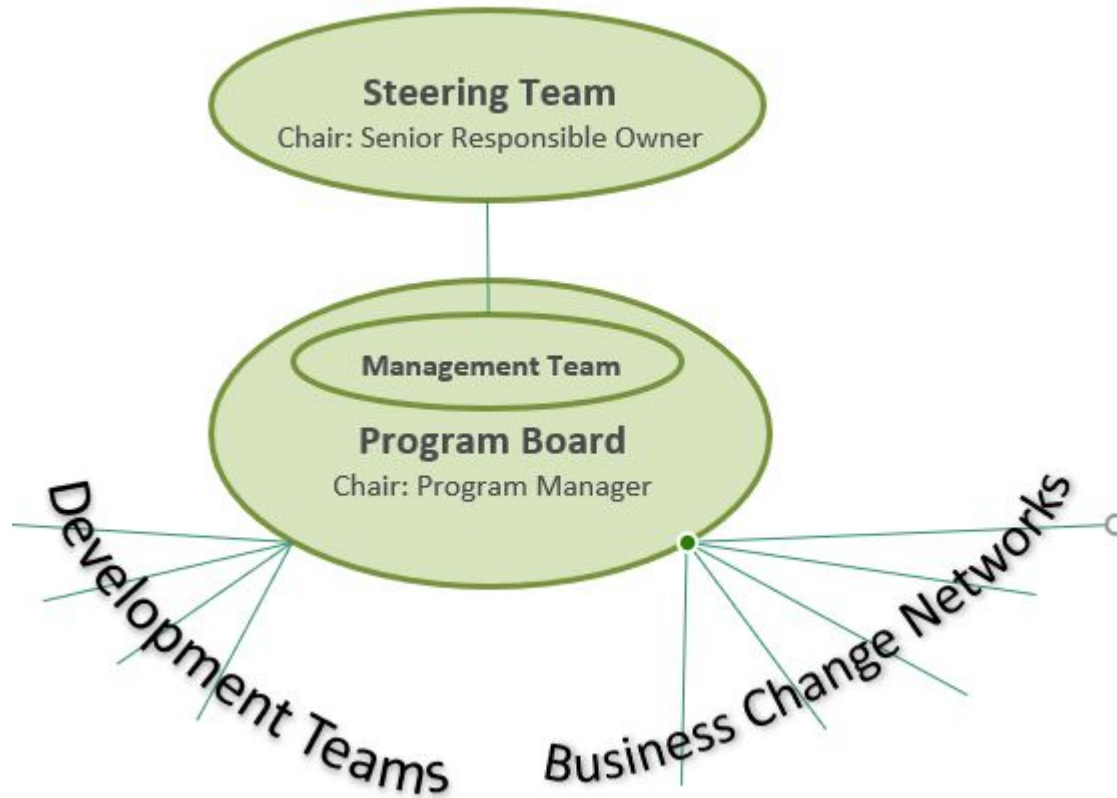 Steering Team
Chair: Senior Responsible Owner
Management Team
Program Board
Chair: Program Manager
Development Teams
Business Change Networks